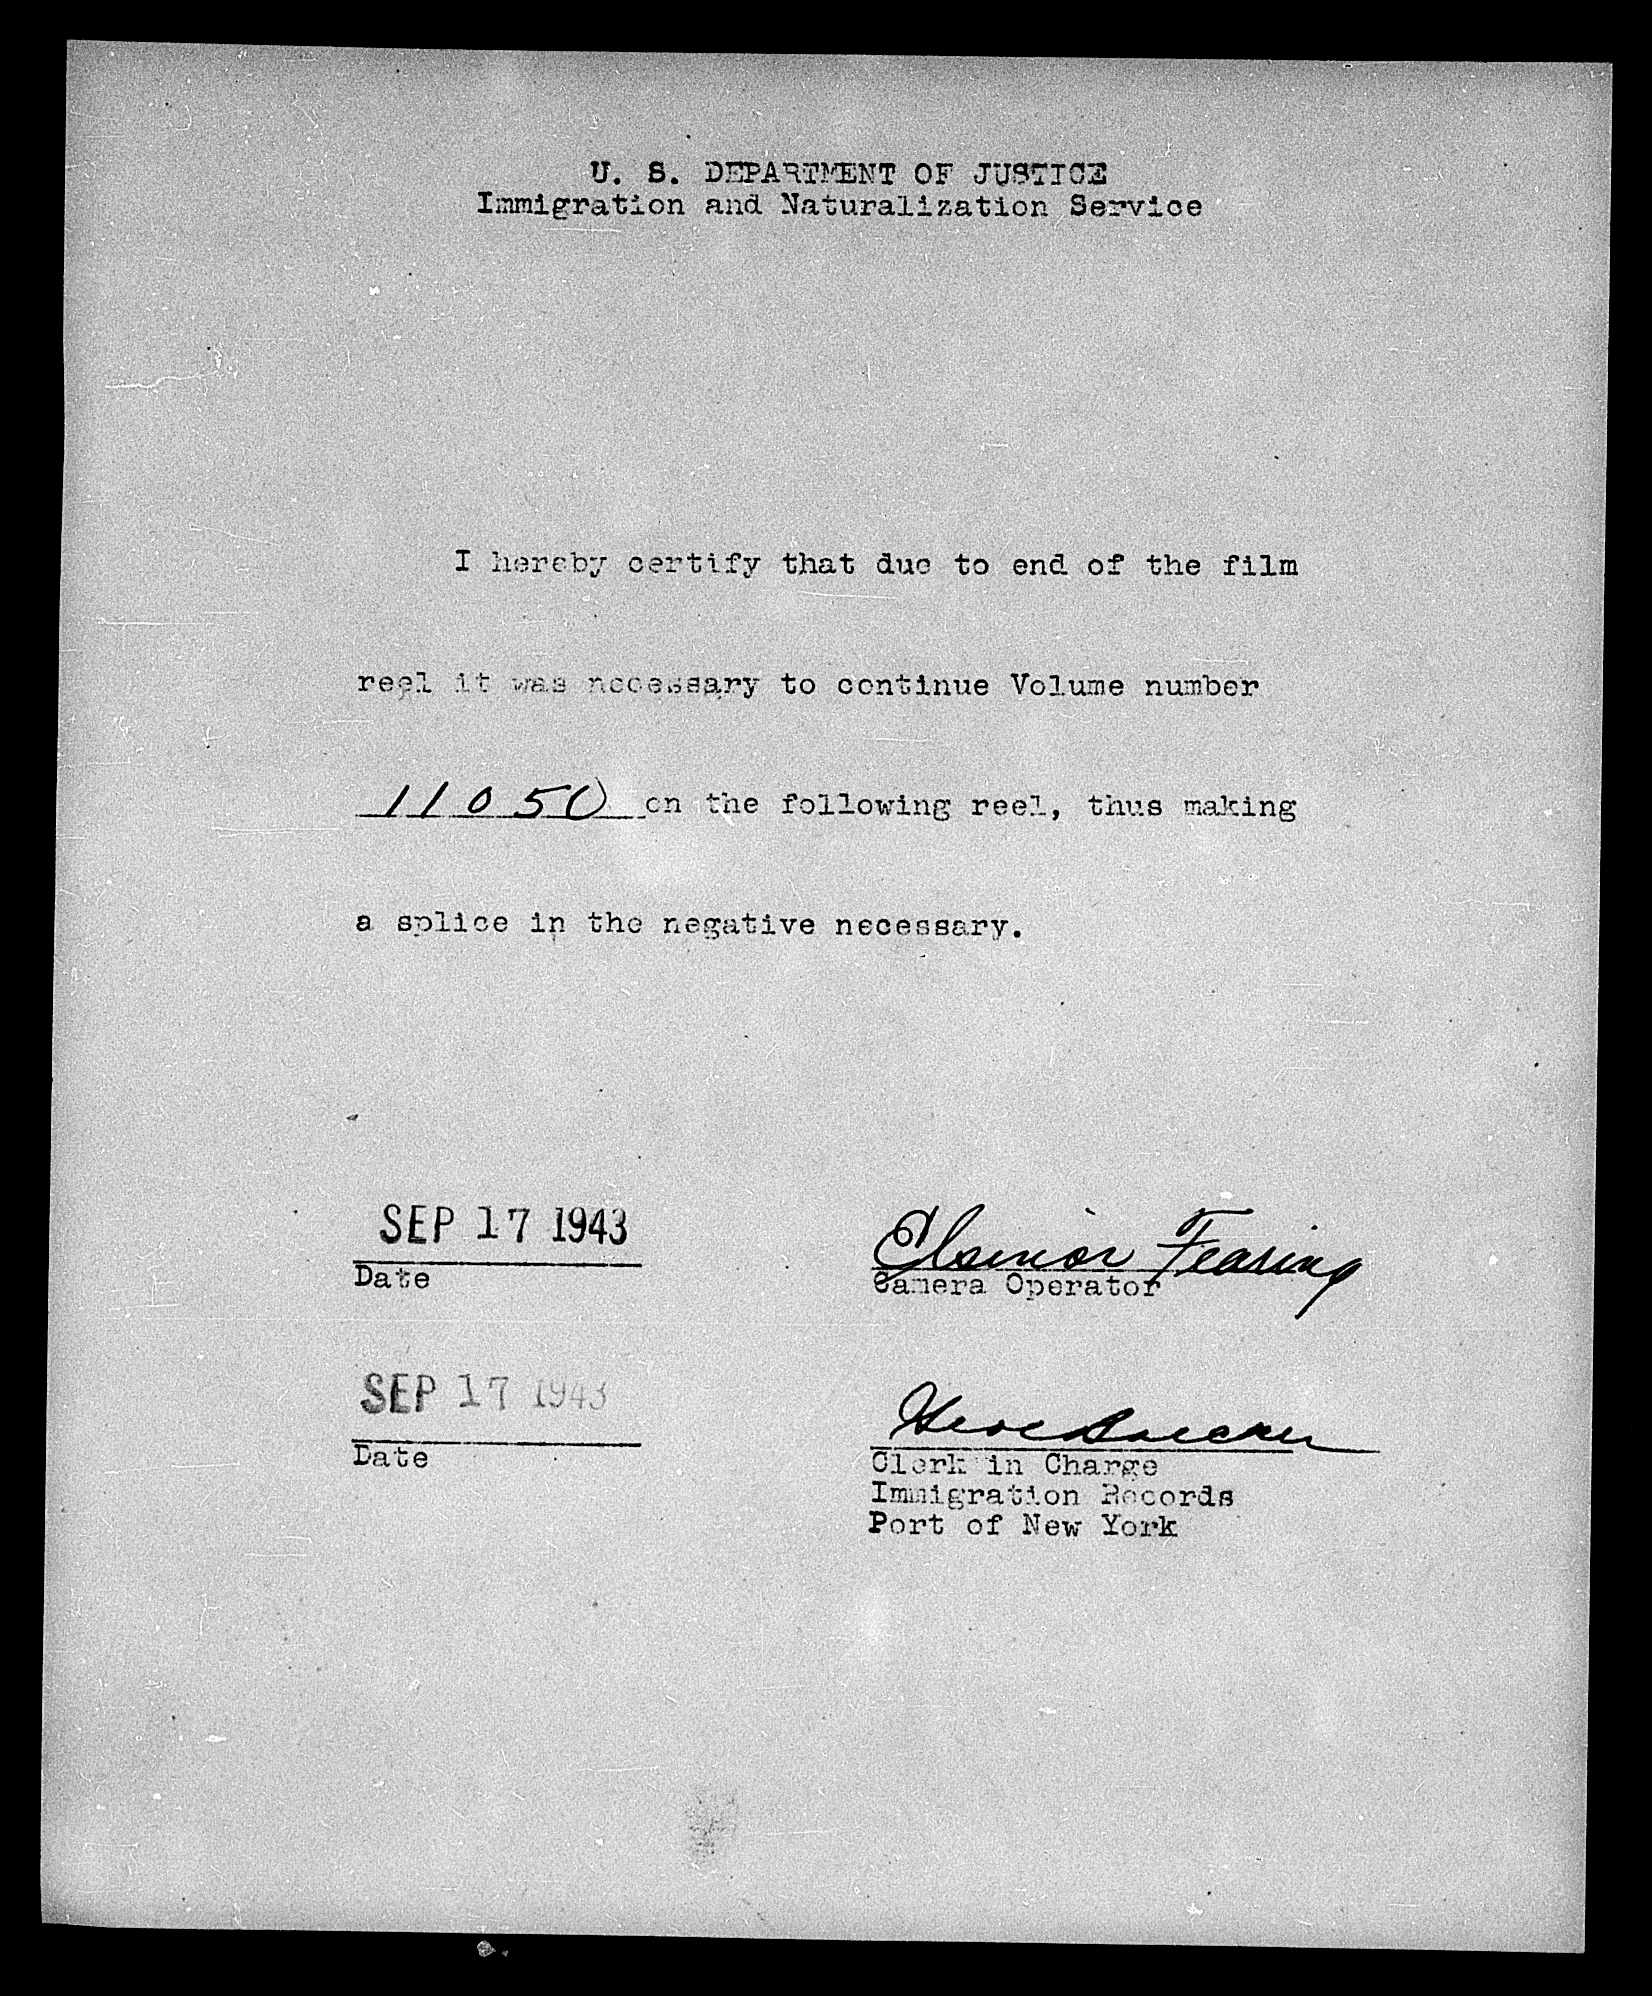 U. S. DEPARTMENT OF JUSTICE
Immigration and Naturalization Service
I hereby certify that due to end of the film
reel it was necessary to continue Volume number
11050 on the following reel, thus making
a splice in the negative necessary.
SEP 17 1943
Date
Eleanor Fearing
Camera Operator
SEP 17 1943
Date
Clerk in Charge
Immigration Records
Port of New York